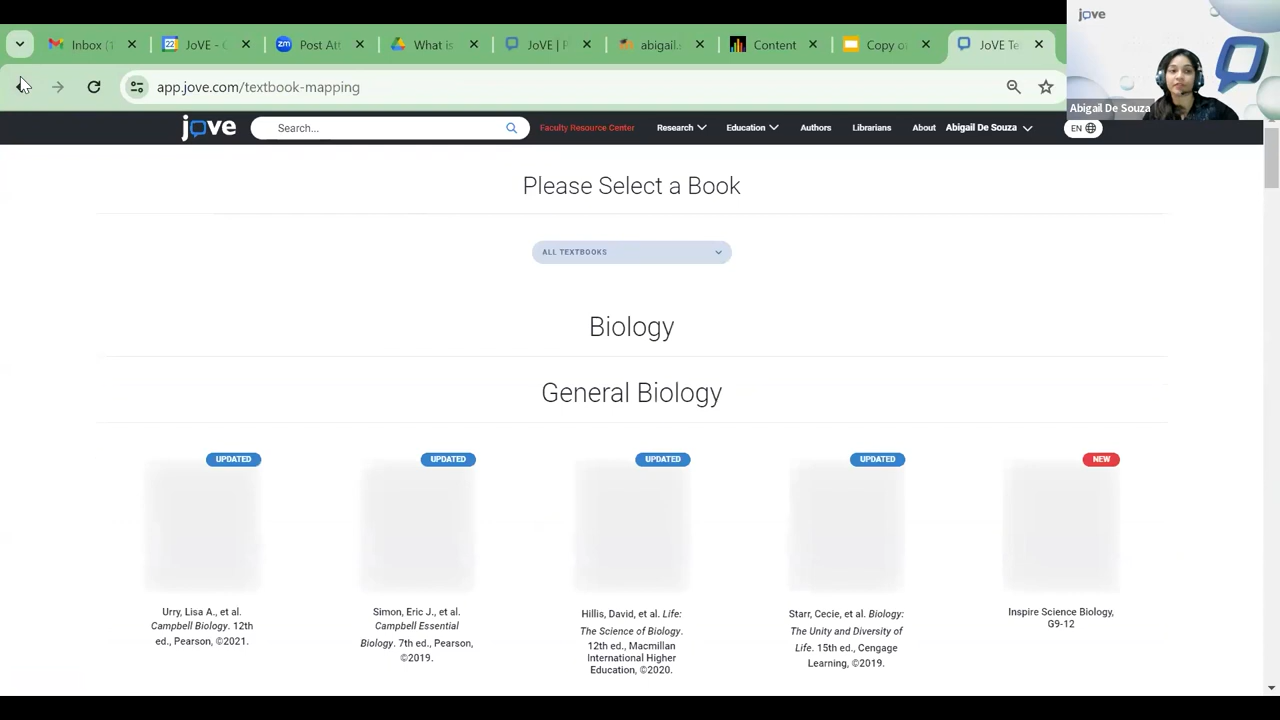 jove
Inbox (1
22
JoVE - C
zm
Post Att
What is
JoVE | P
abigail.
Content
Copy o
JoVE Te
app.jove.com/textbook-mapping
Abigail De Souza
jove
Search...
Faculty Resource Center
Research
Education
Authors
Librarians
About
Abigail De Souza
EN
Please Select a Book
ALL TEXTBOOKS
Biology
General Biology
UPDATED
UPDATED
UPDATED
UPDATED
NEW
Urry, Lisa A., et al.
Campbell Biology. 12th
ed., Pearson, ©2021.
Simon, Eric J., et al.
Campbell Essential
Biology. 7th ed., Pearson,
©2019.
Hillis, David, et al. Life:
The Science of Biology.
12th ed., Macmillan
International Higher
Education, ©2020.
Starr, Cecie, et al. Biology:
The Unity and Diversity of
Life. 15th ed., Cengage
Learning, ©2019.
Inspire Science Biology,
G9-12